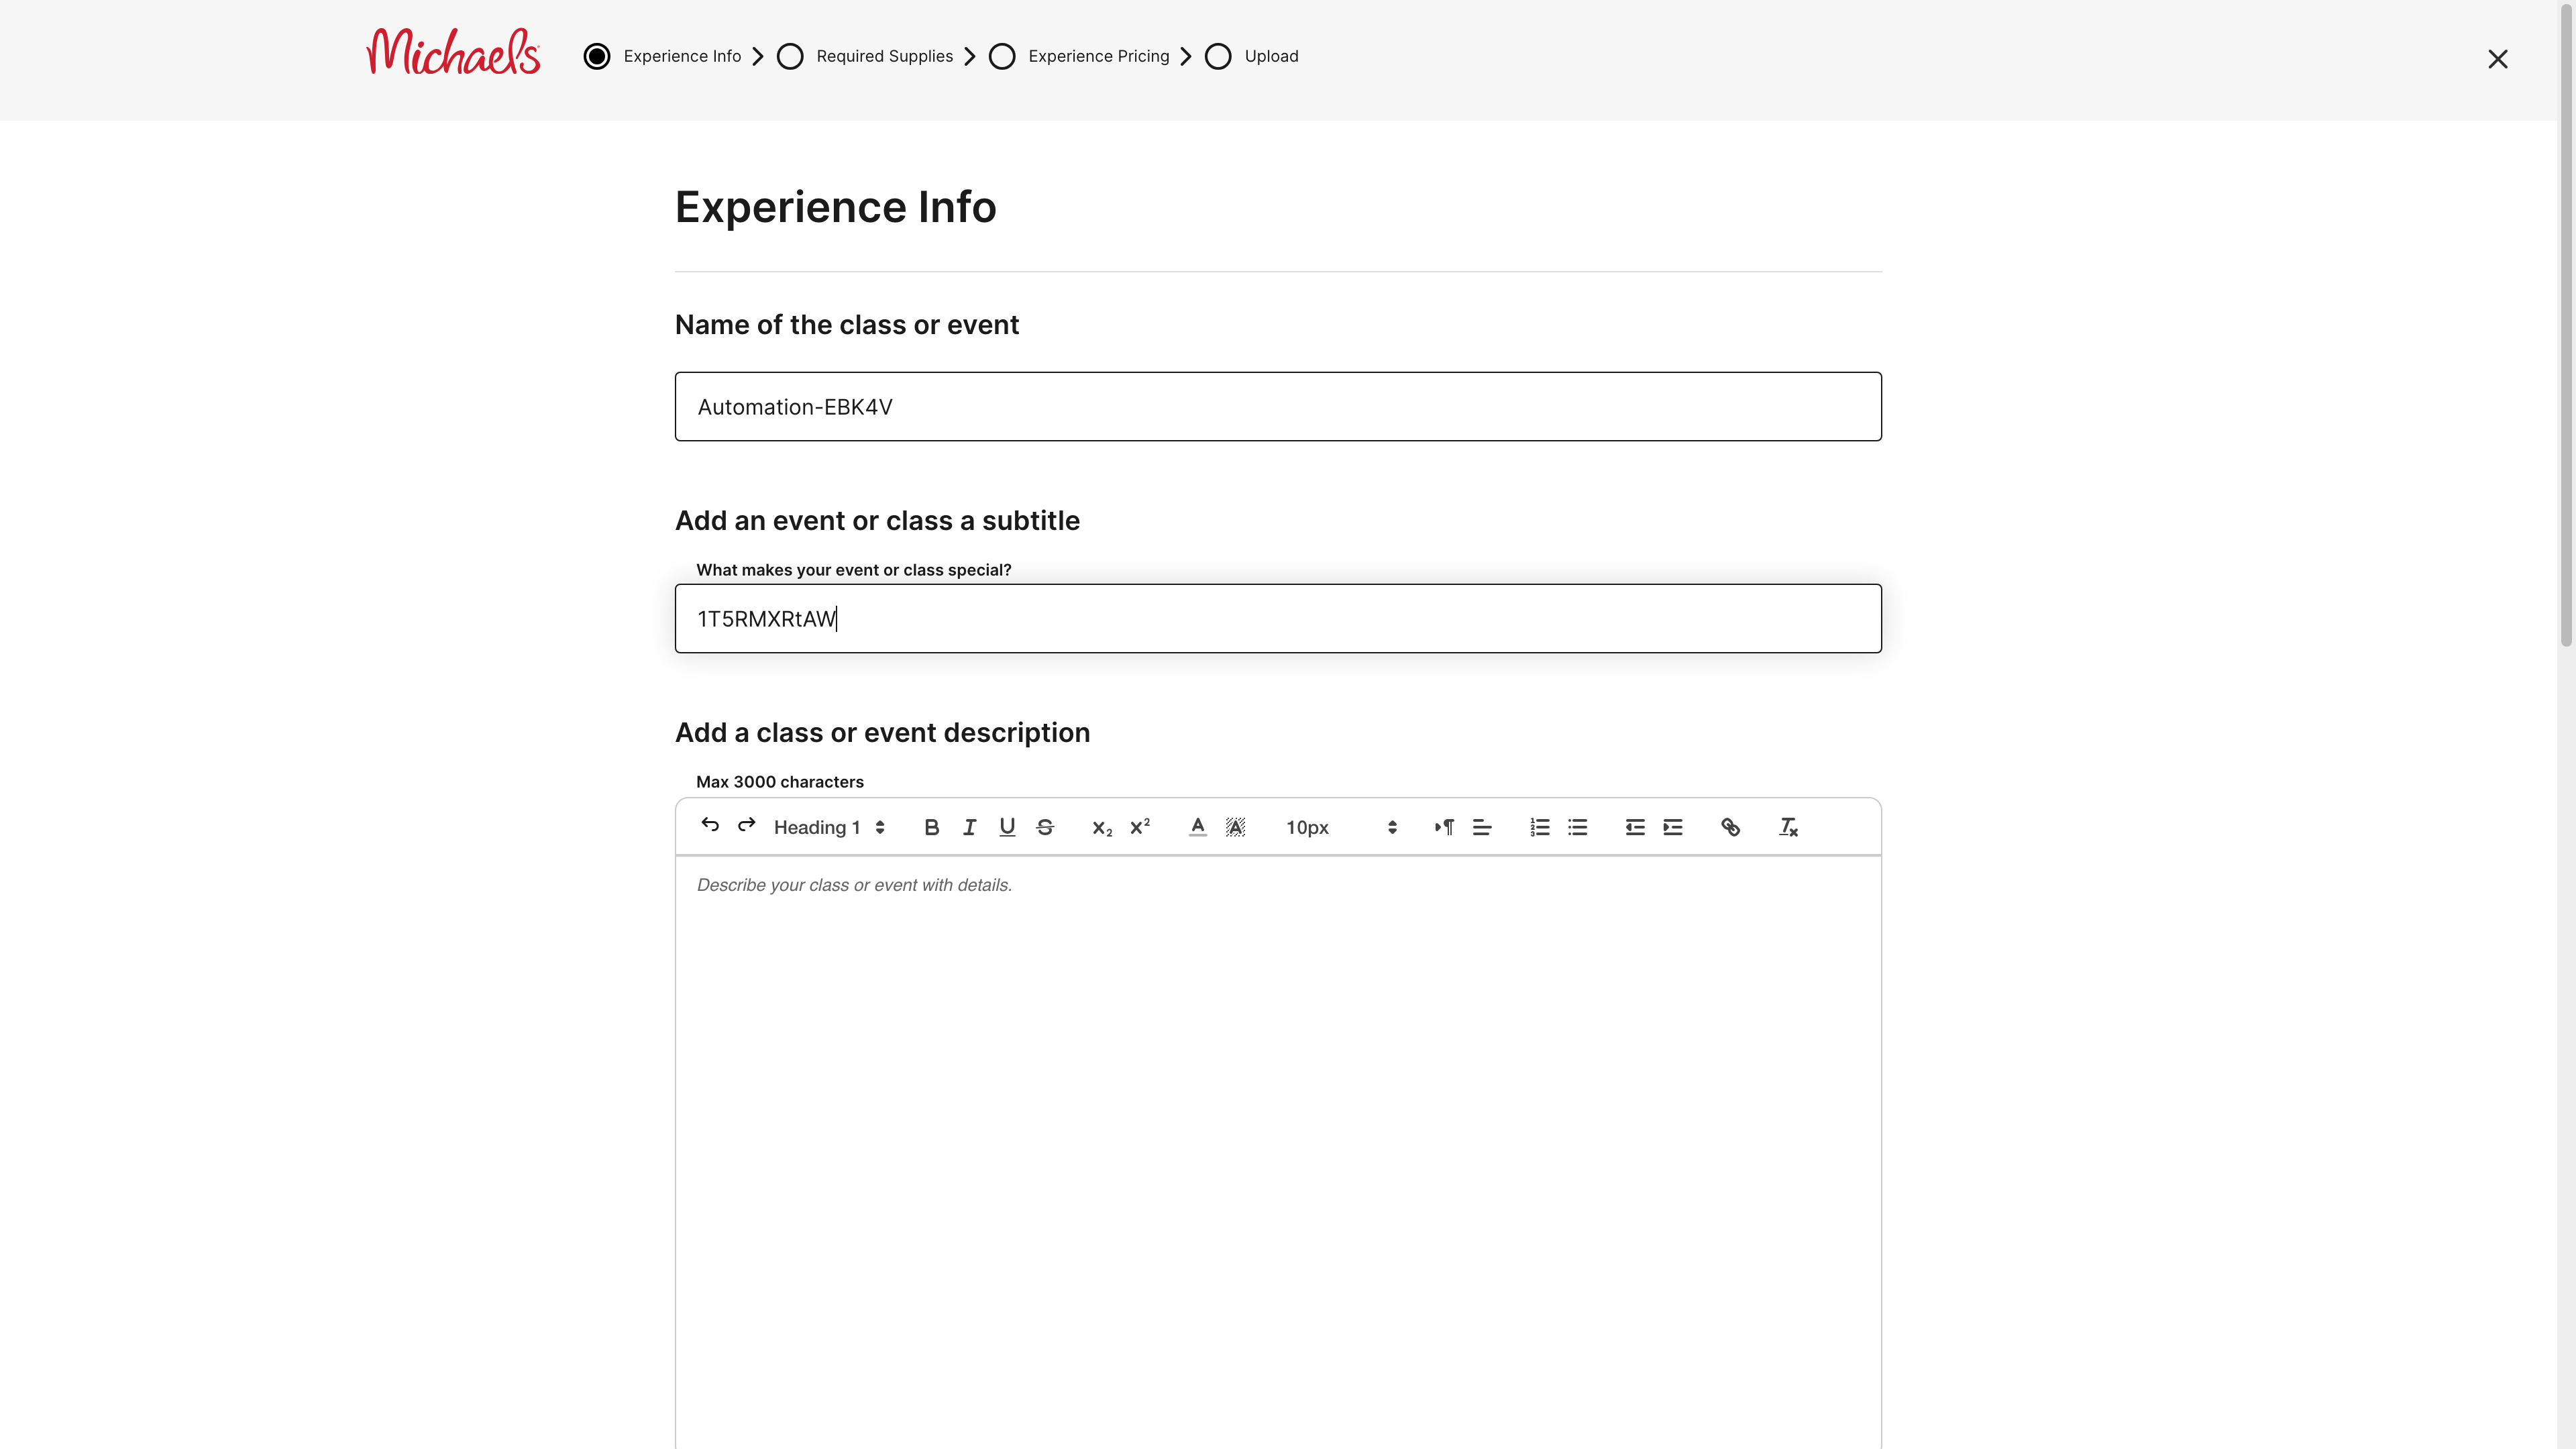 Michaels Experience Info Required Supplies Experience Pricing Upload
Experience Info
Name of the class or event
Automation-EBK4V
Add an event or class a subtitle
What makes your event or class special?
1T5RMXRtAW
Add a class or event description
Max 3000 characters
Heading 1 10px
Describe your class or event with details.